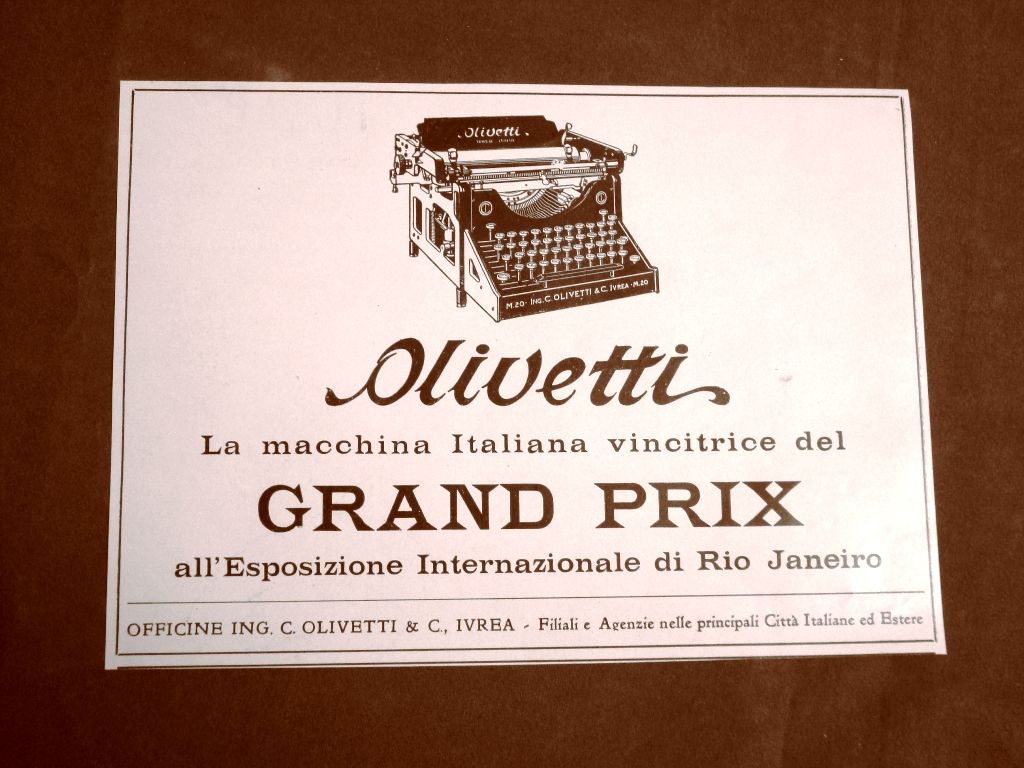 Olivetti
M.20 - ING. C. OLIVETTI & C. IVREA - M.20
Olivetti
La macchina Italiana vincitrice del
GRAND PRIX
all'Esposizione Internazionale di Rio Janeiro
OFFICINE ING. C. OLIVETTI & C., IVREA - Filiali e Agenzie nelle principali Città Italiane ed Estere